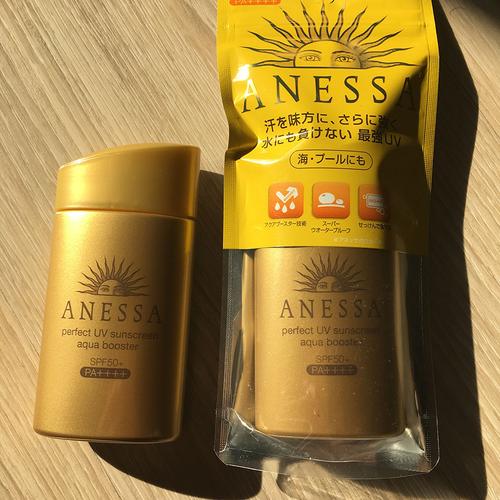 PA++++
ANESSA
汗を味方に、さらに強く
水にも負けない 最強UV
海・プールにも
アクアブースター技術
スーパー
ウオータープルーフ
ANESSA
perfect UV sunscreen
aqua booster
SPF50+
PA++++
ANESSA
perfect UV sunscreen
aqua booster
SPF50+
PA++++